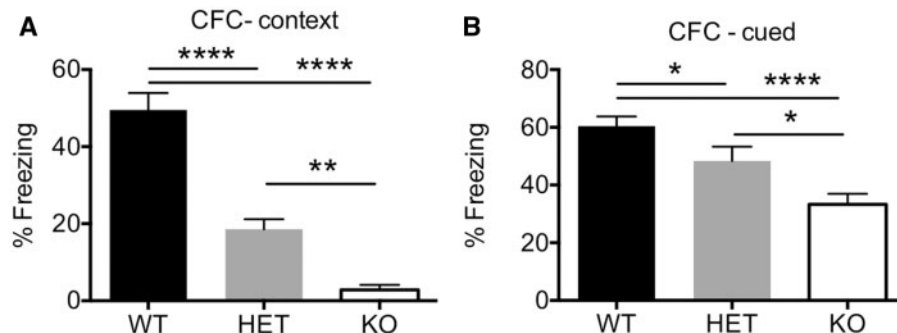 A
CFC- context
****
****
**
60
40
20
0
% Freezing
WT HET KO
B
CFC - cued
*
****
*
80
60
40
20
0
% Freezing
WT HET KO